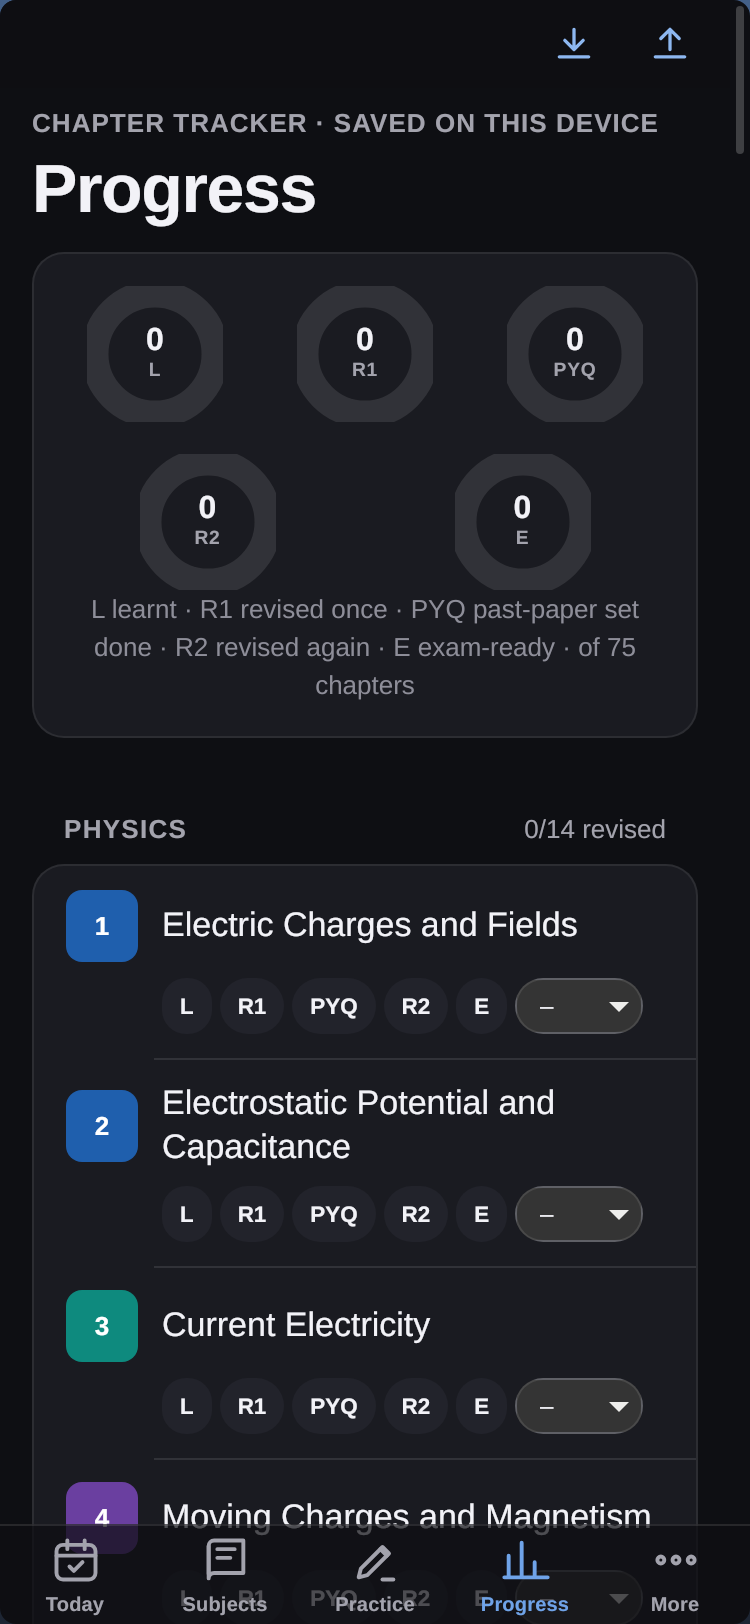 CHAPTER TRACKER · SAVED ON THIS DEVICE
Progress
0
L
0
R1
0
PYQ
0
R2
0
E
L learnt · R1 revised once · PYQ past-paper set
done · R2 revised again · E exam-ready · of 75
chapters
PHYSICS 0/14 revised
1 Electric Charges and Fields
L R1 PYQ R2 E –
2 Electrostatic Potential and
Capacitance
L R1 PYQ R2 E –
3 Current Electricity
L R1 PYQ R2 E –
4 Moving Charges and Magnetism
L R1 PYQ R2 E –
Today Subjects Practice Progress More